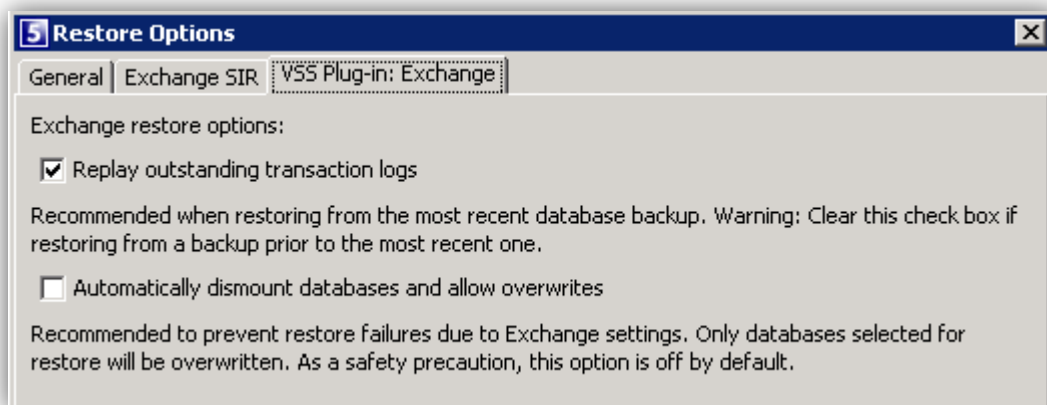 5 Restore Options
General Exchange SIR VSS Plug-in: Exchange
Exchange restore options:
Replay outstanding transaction logs
Recommended when restoring from the most recent database backup. Warning: Clear this check box if
restoring from a backup prior to the most recent one.
Automatically dismount databases and allow overwrites
Recommended to prevent restore failures due to Exchange settings. Only databases selected for
restore will be overwritten. As a safety precaution, this option is off by default.